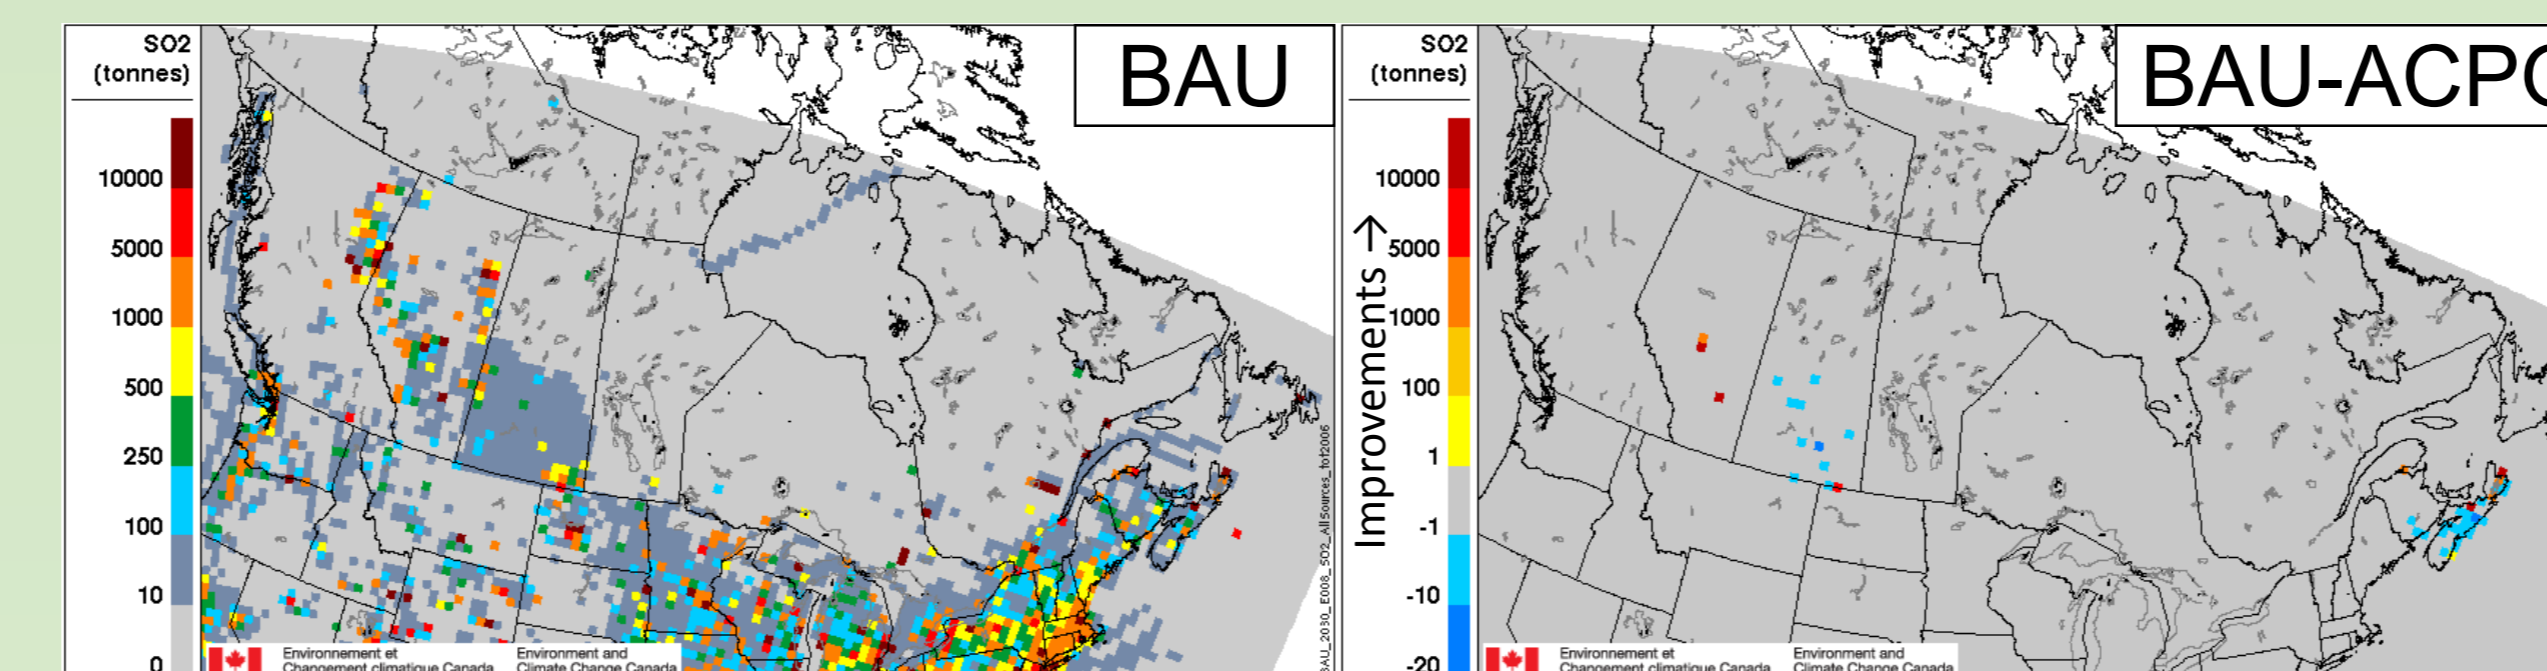 SO2
(tonnes)
10000
5000
1000
500
250
100
10
0
BAU
BAU_2030_E008_SO2_AllSources_tot2006
Environnement et
Changement climatique Canada
Environment and
Climate Change Canada
SO2
(tonnes)
Improvements →
10000
5000
1000
100
1
-1
-10
-20
BAU-ACPC
Environnement et
Changement climatique Canada
Environment and
Climate Change Canada